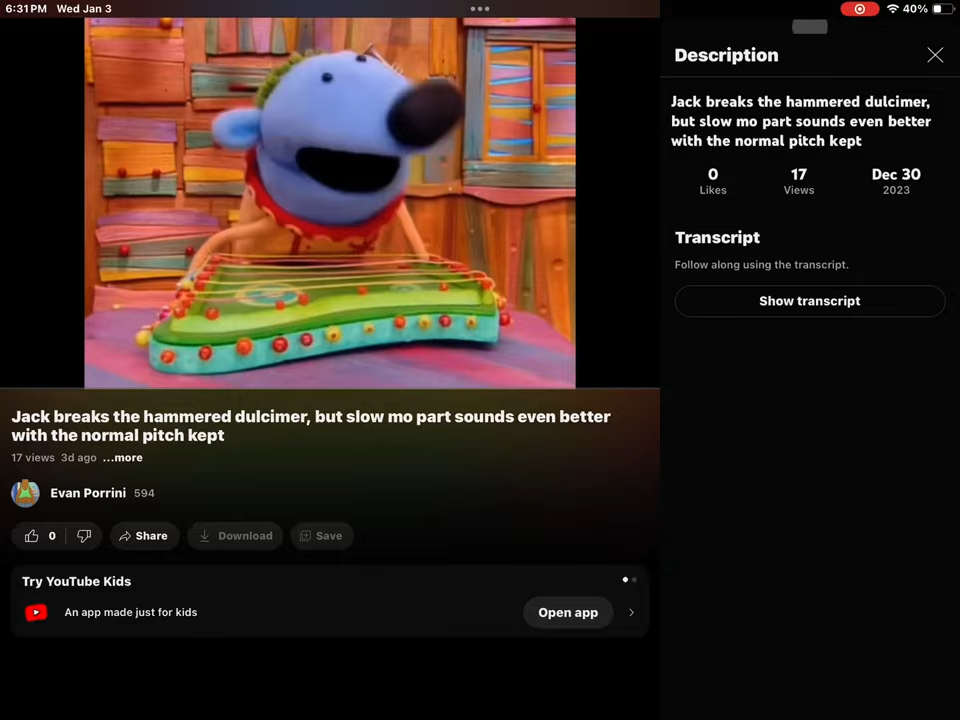 6:31 PM Wed Jan 3
40%
Description
Jack breaks the hammered dulcimer,
but slow mo part sounds even better
with the normal pitch kept
0
Likes
17
Views
Dec 30
2023
Transcript
Follow along using the transcript.
Show transcript
Jack breaks the hammered dulcimer, but slow mo part sounds even better
with the normal pitch kept
17 views 3d ago ...more
Evan Porrini 594
0
Share
Download
Save
Try YouTube Kids
An app made just for kids
Open app